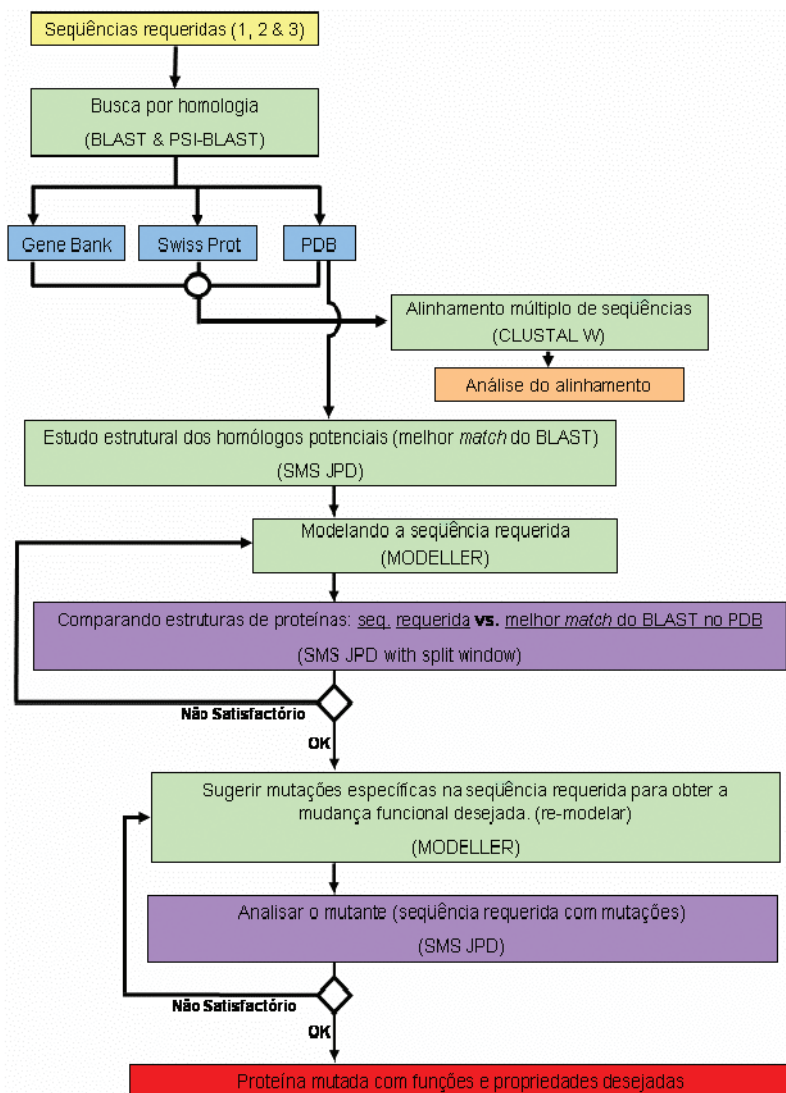 Seqüências requeridas (1, 2 & 3)
Busca por homologia
(BLAST & PSI-BLAST)
Gene Bank
Swiss Prot
PDB
Alinhamento múltiplo de seqüências
(CLUSTAL W)
Análise do alinhamento
Estudo estrutural dos homólogos potenciais (melhor match do BLAST)
(SMS JPD)
Modelando a seqüência requerida
(MODELLER)
Comparando estruturas de proteínas: seq. requerida vs. melhor match do BLAST no PDB
(SMS JPD with split window)
Não Satisfactório
OK
Sugerir mutações específicas na seqüência requerida para obter a
mudança funcional desejada. (re-modelar)
(MODELLER)
Analisar o mutante (seqüência requerida com mutações)
(SMS JPD)
Não Satisfactório
OK
Proteína mutada com funções e propriedades desejadas